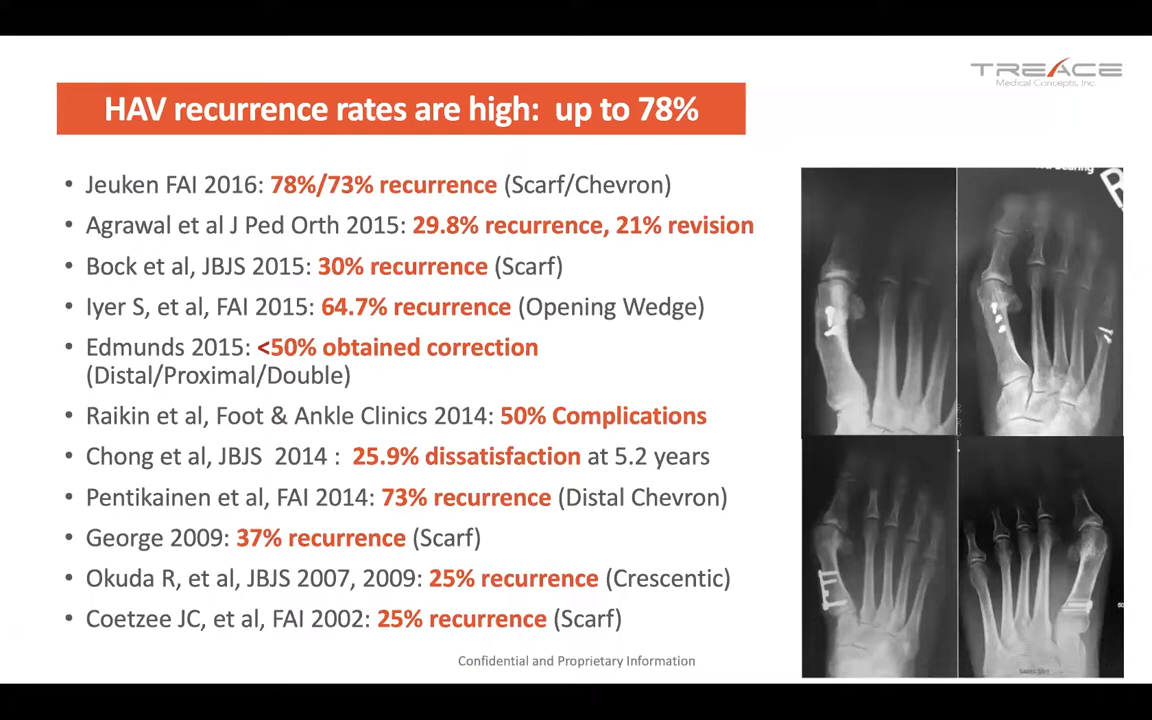 TREACE
Medical Concepts, Inc.
HAV recurrence rates are high: up to 78%
• Jeuken FAI 2016: 78%/73% recurrence (Scarf/Chevron)
• Agrawal et al J Ped Orth 2015: 29.8% recurrence, 21% revision
• Bock et al, JBJS 2015: 30% recurrence (Scarf)
• Iyer S, et al, FAI 2015: 64.7% recurrence (Opening Wedge)
• Edmunds 2015: <50% obtained correction
(Distal/Proximal/Double)
• Raikin et al, Foot & Ankle Clinics 2014: 50% Complications
• Chong et al, JBJS 2014 : 25.9% dissatisfaction at 5.2 years
• Pentikainen et al, FAI 2014: 73% recurrence (Distal Chevron)
• George 2009: 37% recurrence (Scarf)
• Okuda R, et al, JBJS 2007, 2009: 25% recurrence (Crescentic)
• Coetzee JC, et al, FAI 2002: 25% recurrence (Scarf)
Confidential and Proprietary Information